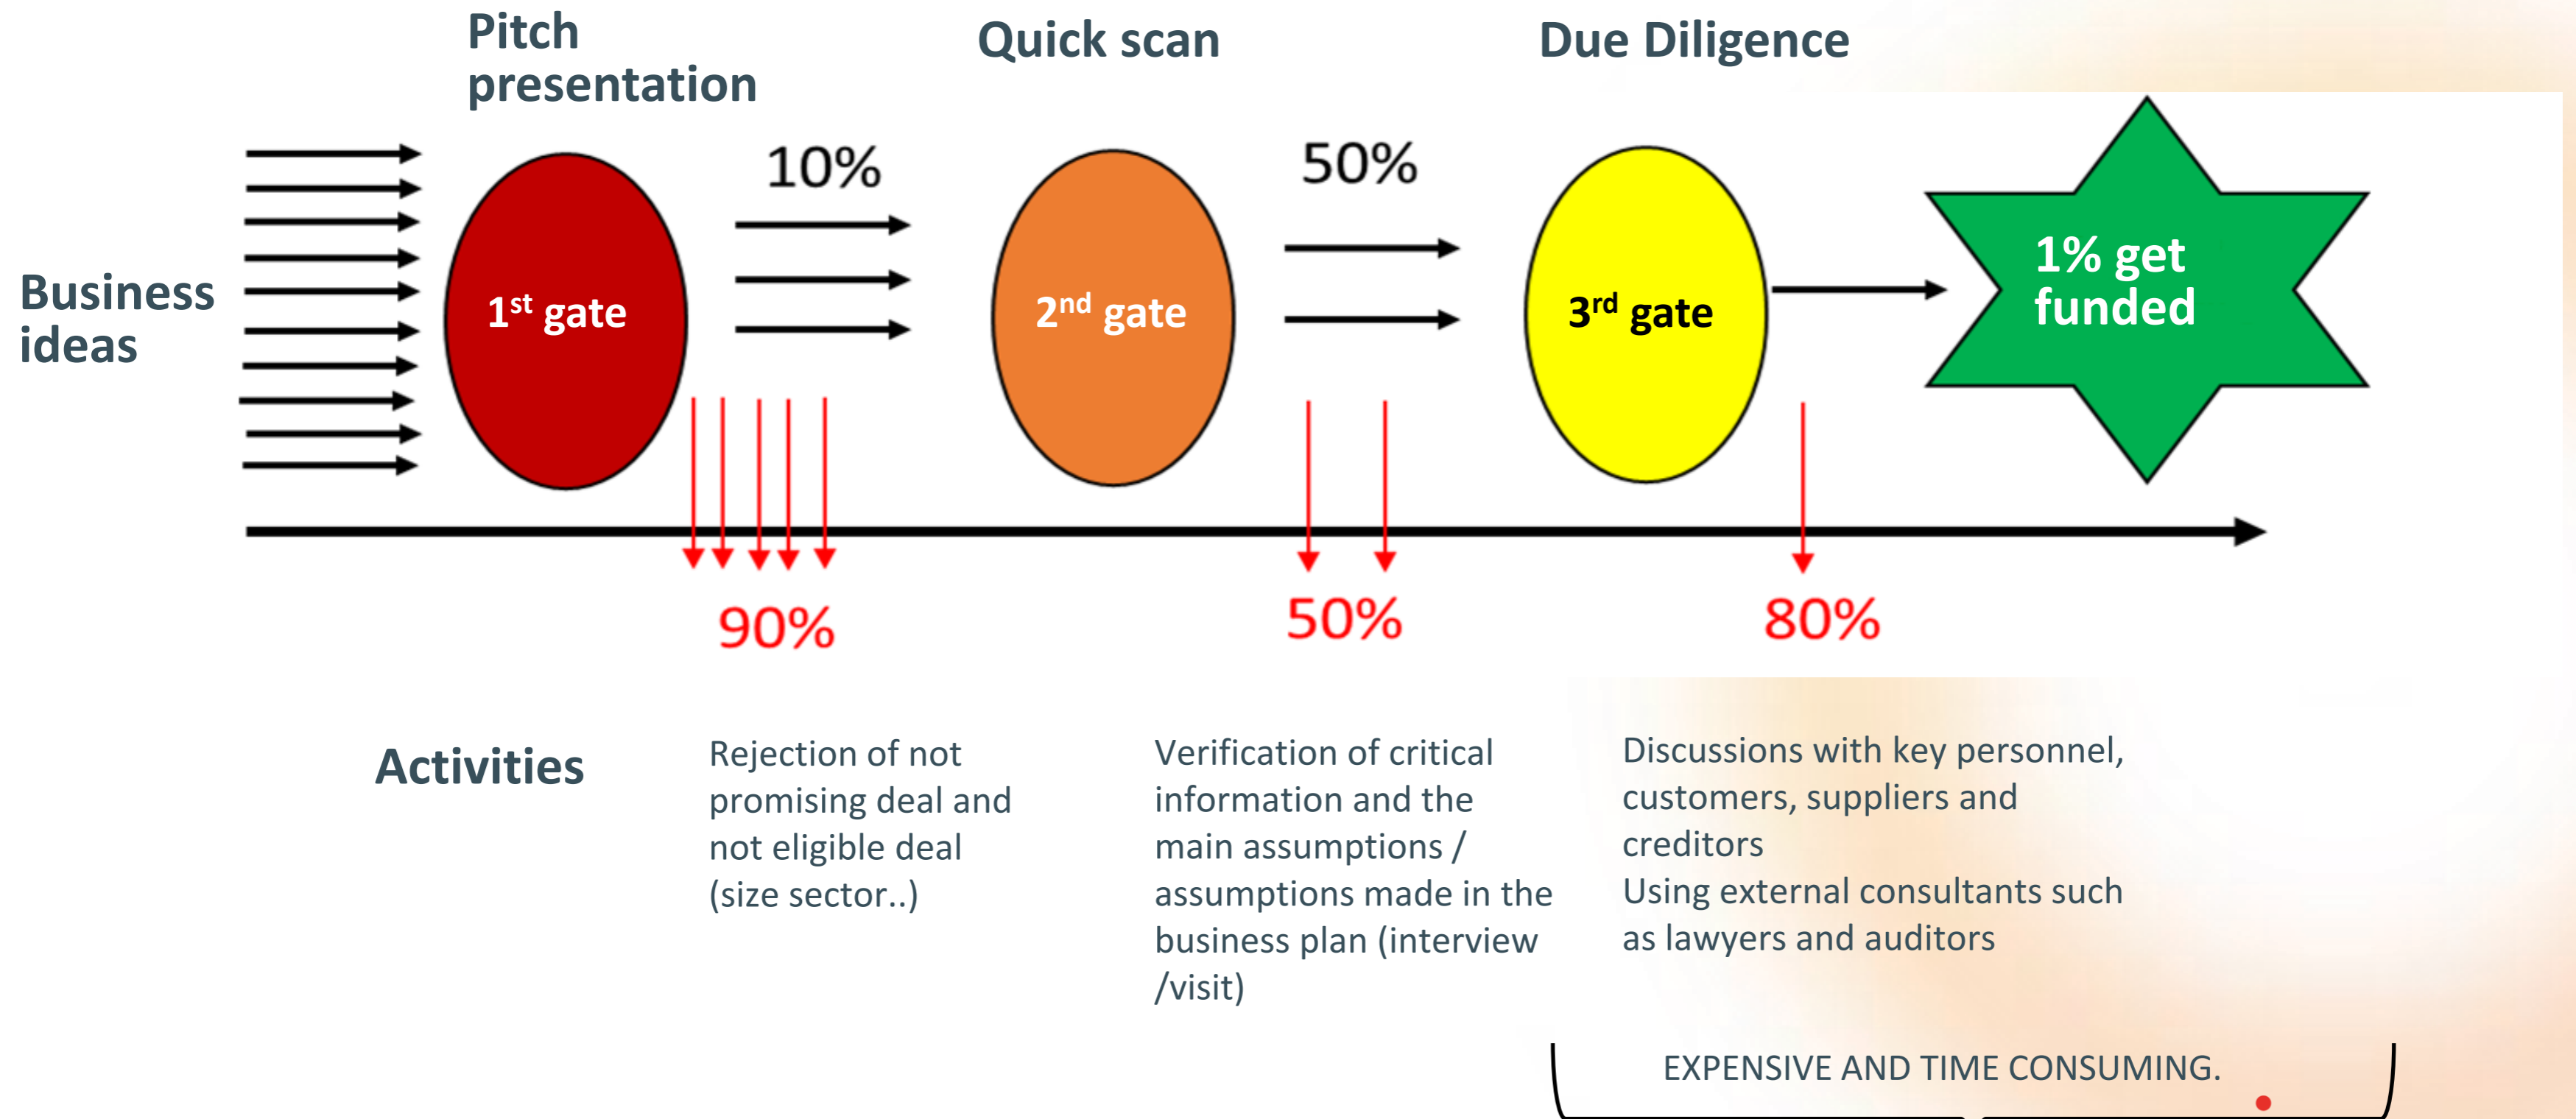 Pitch
presentation
Quick scan
Due Diligence
10%
50%
Business
ideas
1st gate
2nd gate
3rd gate
1% get
funded
90%
50%
80%
Activities
Rejection of not
promising deal and
not eligible deal
(size sector..)
Verification of critical
information and the
main assumptions /
assumptions made in the
business plan (interview
/visit)
Discussions with key personnel,
customers, suppliers and
creditors
Using external consultants such
as lawyers and auditors
EXPENSIVE AND TIME CONSUMING.